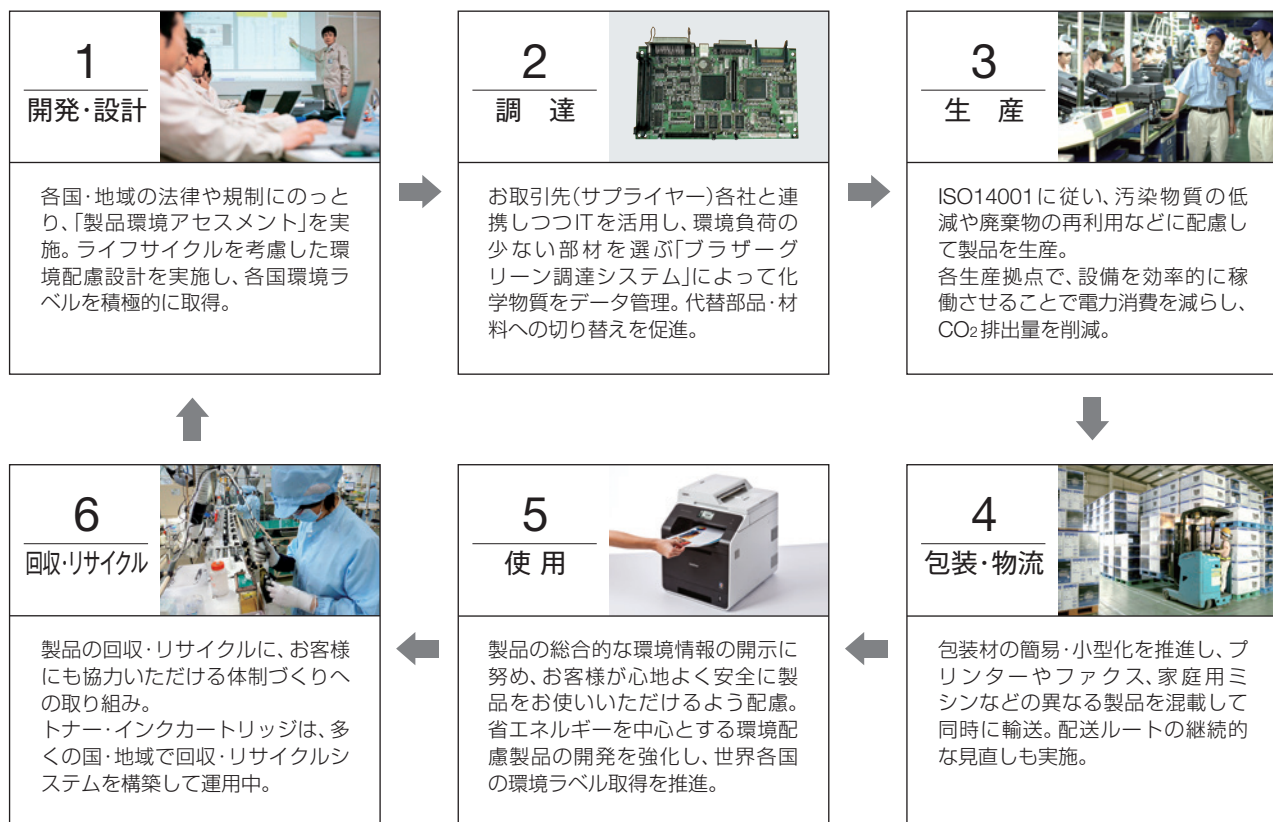 1
開発・設計
各国・地域の法律や規制にのっと
り、「製品環境アセスメント」を実
施。ライフサイクルを考慮した環
境配慮設計を実施し、各国環境ラ
ベルを積極的に取得。
2
調 達
お取引先(サプライヤー)各社と連
携しつつITを活用し、環境負荷の
少ない部材を選ぶ「ブラザーグ
リーン調達システム」によって化
学物質をデータ管理。代替部品・材
料への切り替えを促進。
3
生 産
ISO14001に従い、汚染物質の低
減や廃棄物の再利用などに配慮し
て製品を生産。
各生産拠点で、設備を効率的に稼
働させることで電力消費を減らし、
CO₂排出量を削減。
6
回収・リサイクル
製品の回収・リサイクルに、お客様
にも協力いただける体制づくりへ
の取り組み。
トナー・インクカートリッジは、多
くの国・地域で回収・リサイクルシ
ステムを構築して運用中。
5
使 用
製品の総合的な環境情報の開示に
努め、お客様が心地よく安全に製
品をお使いいただけるよう配慮。
省エネルギーを中心とする環境配
慮製品の開発を強化し、世界各国
の環境ラベル取得を推進。
4
包装・物流
包装材の簡易・小型化を推進し、プ
リンターやファクス、家庭用ミ
シンなどの異なる製品を混載して
同時に輸送。配送ルートの継続的
な見直しも実施。